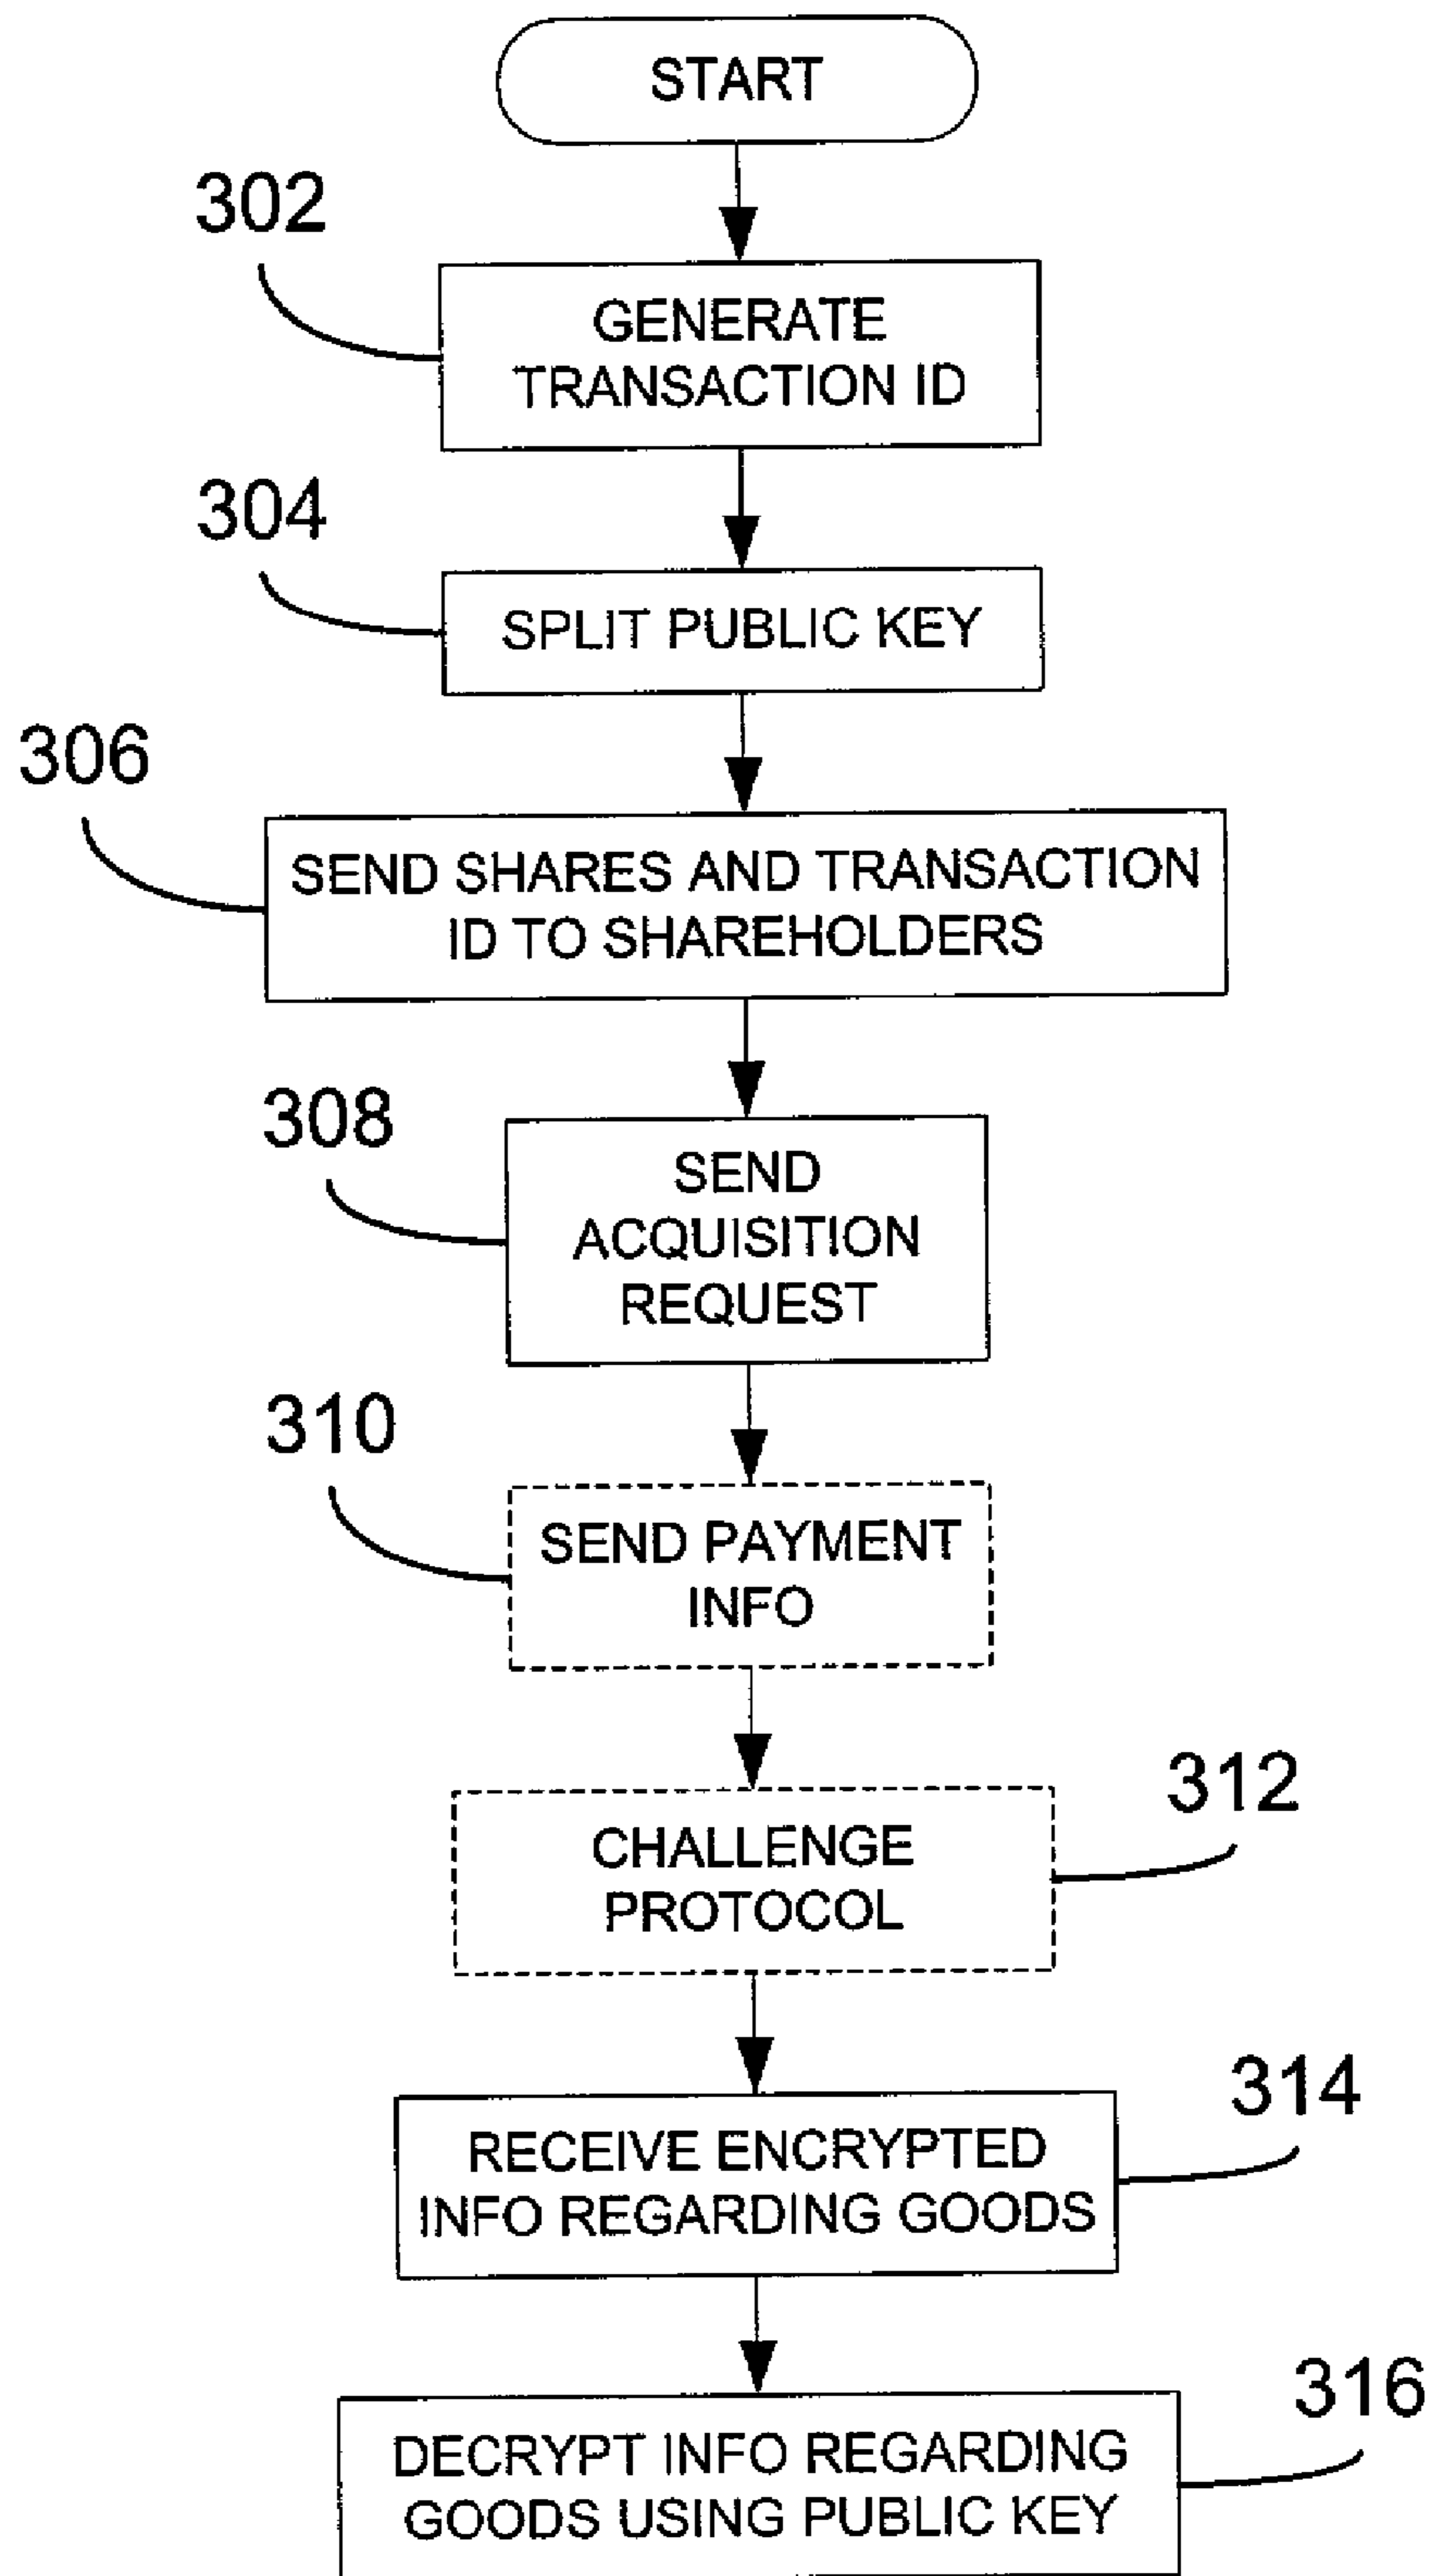 START
302
GENERATE
TRANSACTION ID
304
SPLIT PUBLIC KEY
306
SEND SHARES AND TRANSACTION
ID TO SHAREHOLDERS
308
SEND
ACQUISITION
REQUEST
310
SEND PAYMENT
INFO
312
CHALLENGE
PROTOCOL
314
RECEIVE ENCRYPTED
INFO REGARDING GOODS
316
DECRYPT INFO REGARDING
GOODS USING PUBLIC KEY